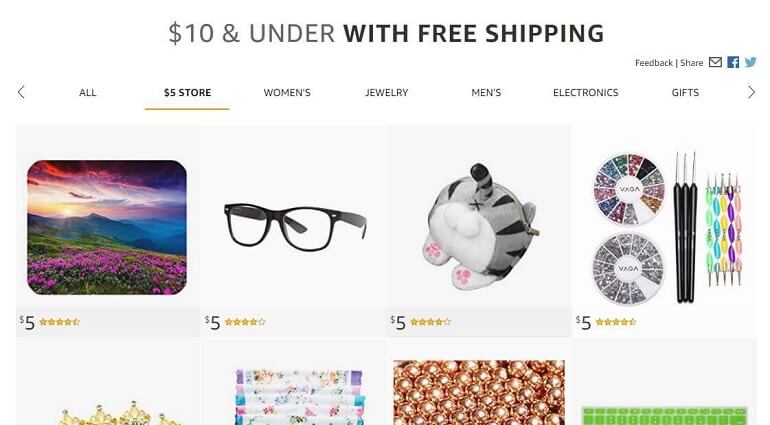 $10 & UNDER WITH FREE SHIPPING
Feedback | Share
ALL $5 STORE WOMEN'S JEWELRY MEN'S ELECTRONICS GIFTS
VAGA
VAGA
$5 $5 $5 $5